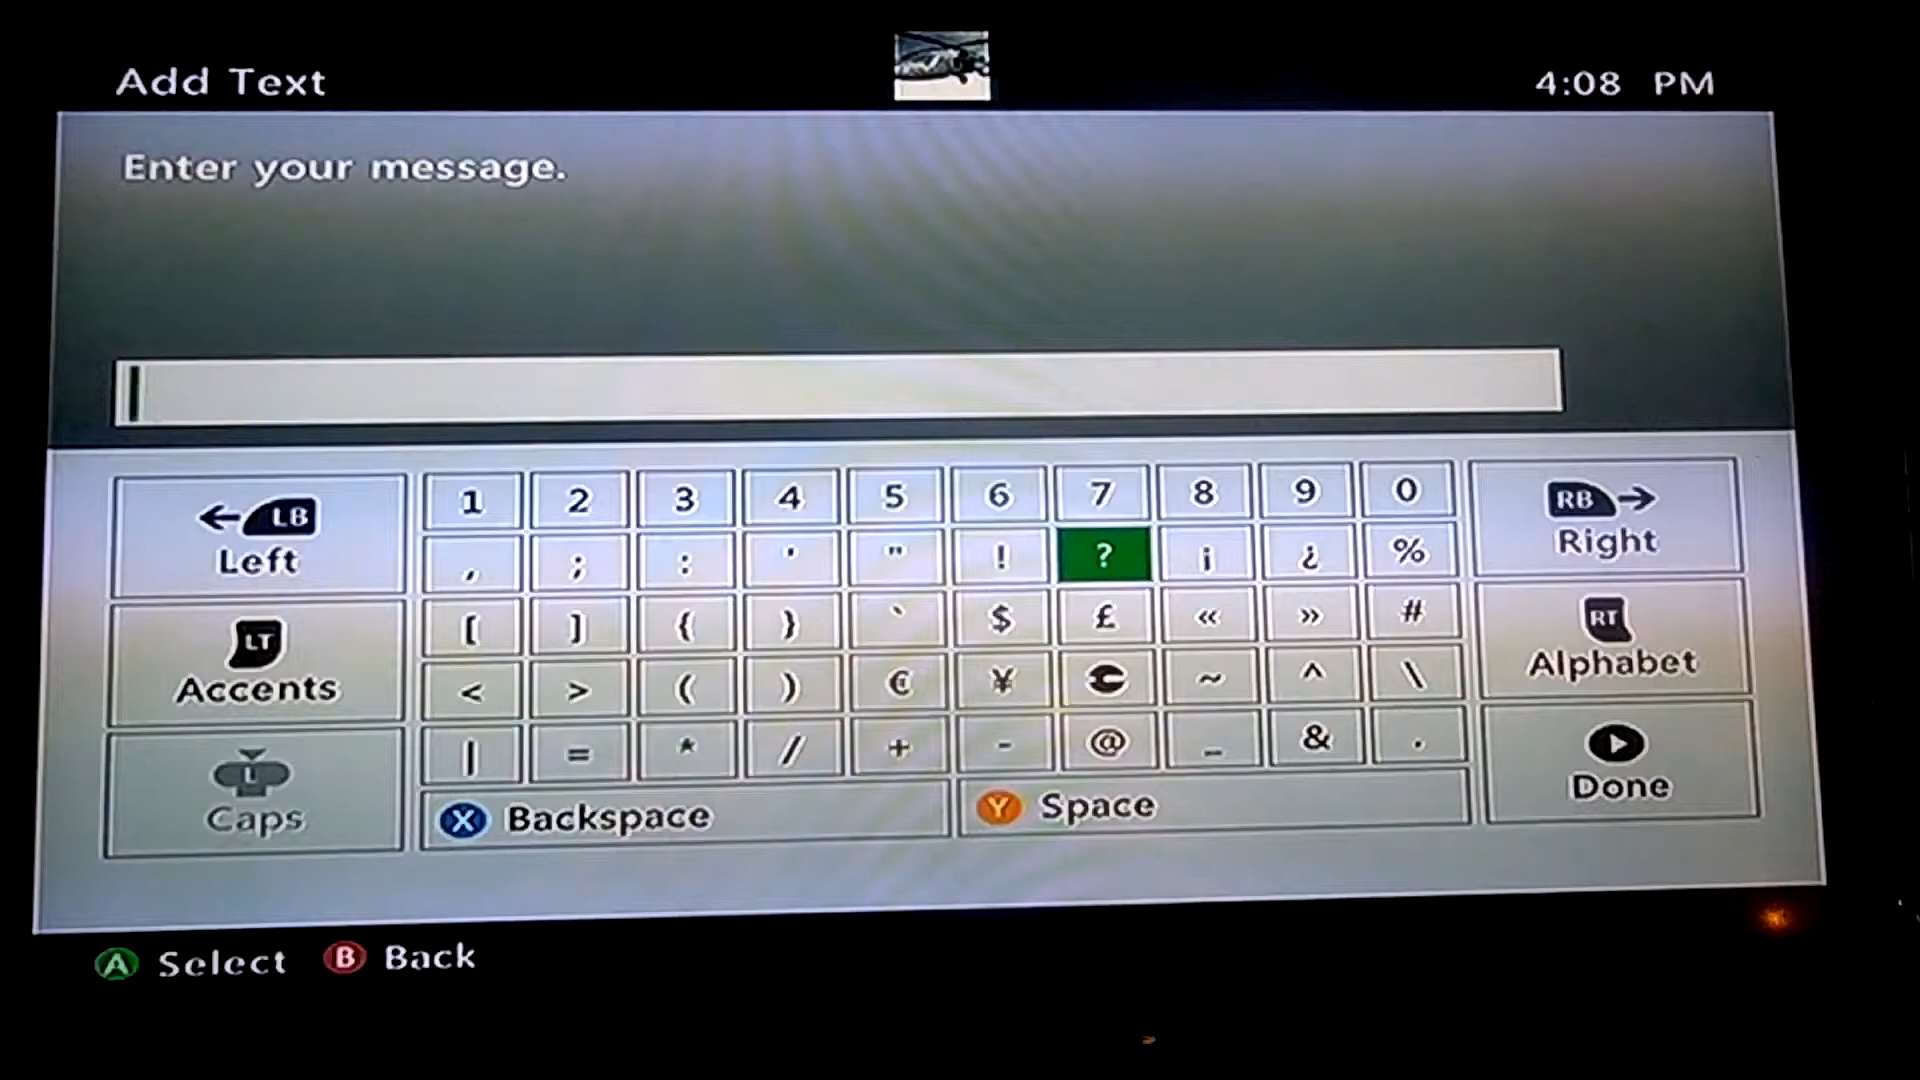 Add Text
4:08 PM
Enter your message.
LB
Left
1 2 3 4 5 6 7 8 9 0
RB
Right
, ; : ' " ! ? ¡ ¿ %
LT
Accents
[ ] { } ` $ £ « » #
RT
Alphabet
< > ( ) € ¥ ~ ^ \
L
Caps
| = * / + - @ _ & .
Done
X Backspace
Y Space
A Select B Back